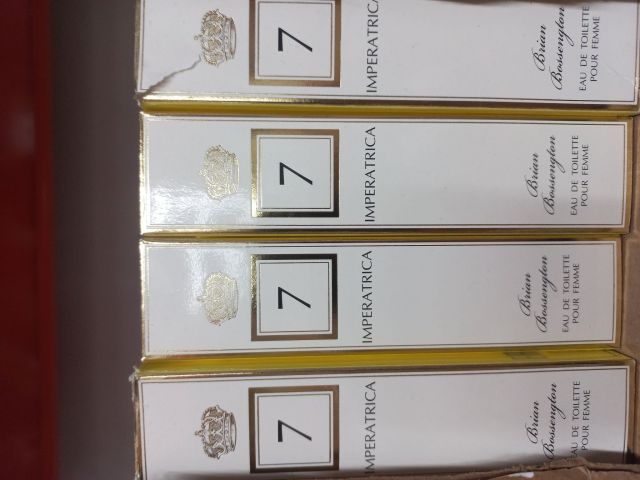 7
IMPERATRICA
Brian
Bossengton
EAU DE TOILETTE
POUR FEMME
7
IMPERATRICA
Brian
Bossengton
EAU DE TOILETTE
POUR FEMME
7
IMPERATRICA
Brian
Bossengton
EAU DE TOILETTE
POUR FEMME
7
IMPERATRICA
Brian
Bossengton
EAU DE TOILETTE
POUR FEMME